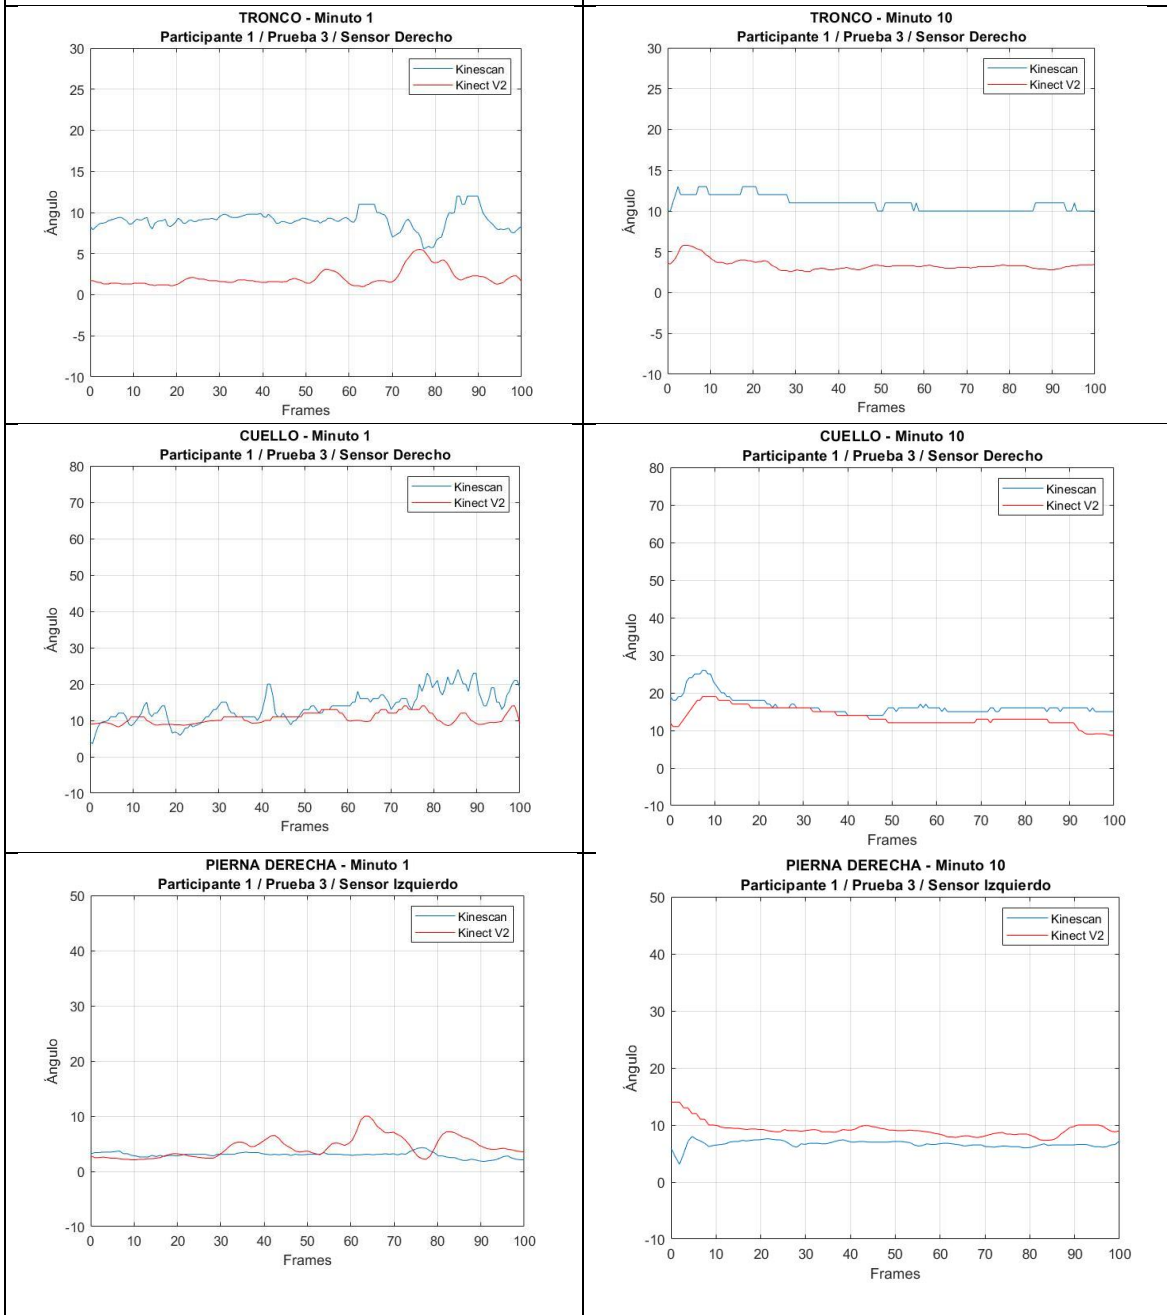 TRONCO - Minuto 1
Participante 1 / Prueba 3 / Sensor Derecho
30
25
20
15
10
5
0
-5
-10
Ángulo
Kinescan
Kinect V2
0 10 20 30 40 50 60 70 80 90 100
Frames
TRONCO - Minuto 10
Participante 1 / Prueba 3 / Sensor Derecho
30
25
20
15
10
5
0
-5
-10
Ángulo
Kinescan
Kinect V2
0 10 20 30 40 50 60 70 80 90 100
Frames
CUELLO - Minuto 1
Participante 1 / Prueba 3 / Sensor Derecho
80
70
60
50
40
30
20
10
0
-10
Ángulo
Kinescan
Kinect V2
0 10 20 30 40 50 60 70 80 90 100
Frames
CUELLO - Minuto 10
Participante 1 / Prueba 3 / Sensor Derecho
80
70
60
50
40
30
20
10
0
-10
Ángulo
Kinescan
Kinect V2
0 10 20 30 40 50 60 70 80 90 100
Frames
PIERNA DERECHA - Minuto 1
Participante 1 / Prueba 3 / Sensor Izquierdo
50
40
30
20
10
0
-10
Ángulo
Kinescan
Kinect V2
0 10 20 30 40 50 60 70 80 90 100
Frames
PIERNA DERECHA - Minuto 10
Participante 1 / Prueba 3 / Sensor Izquierdo
50
40
30
20
10
0
-10
Ángulo
Kinescan
Kinect V2
0 10 20 30 40 50 60 70 80 90 100
Frames